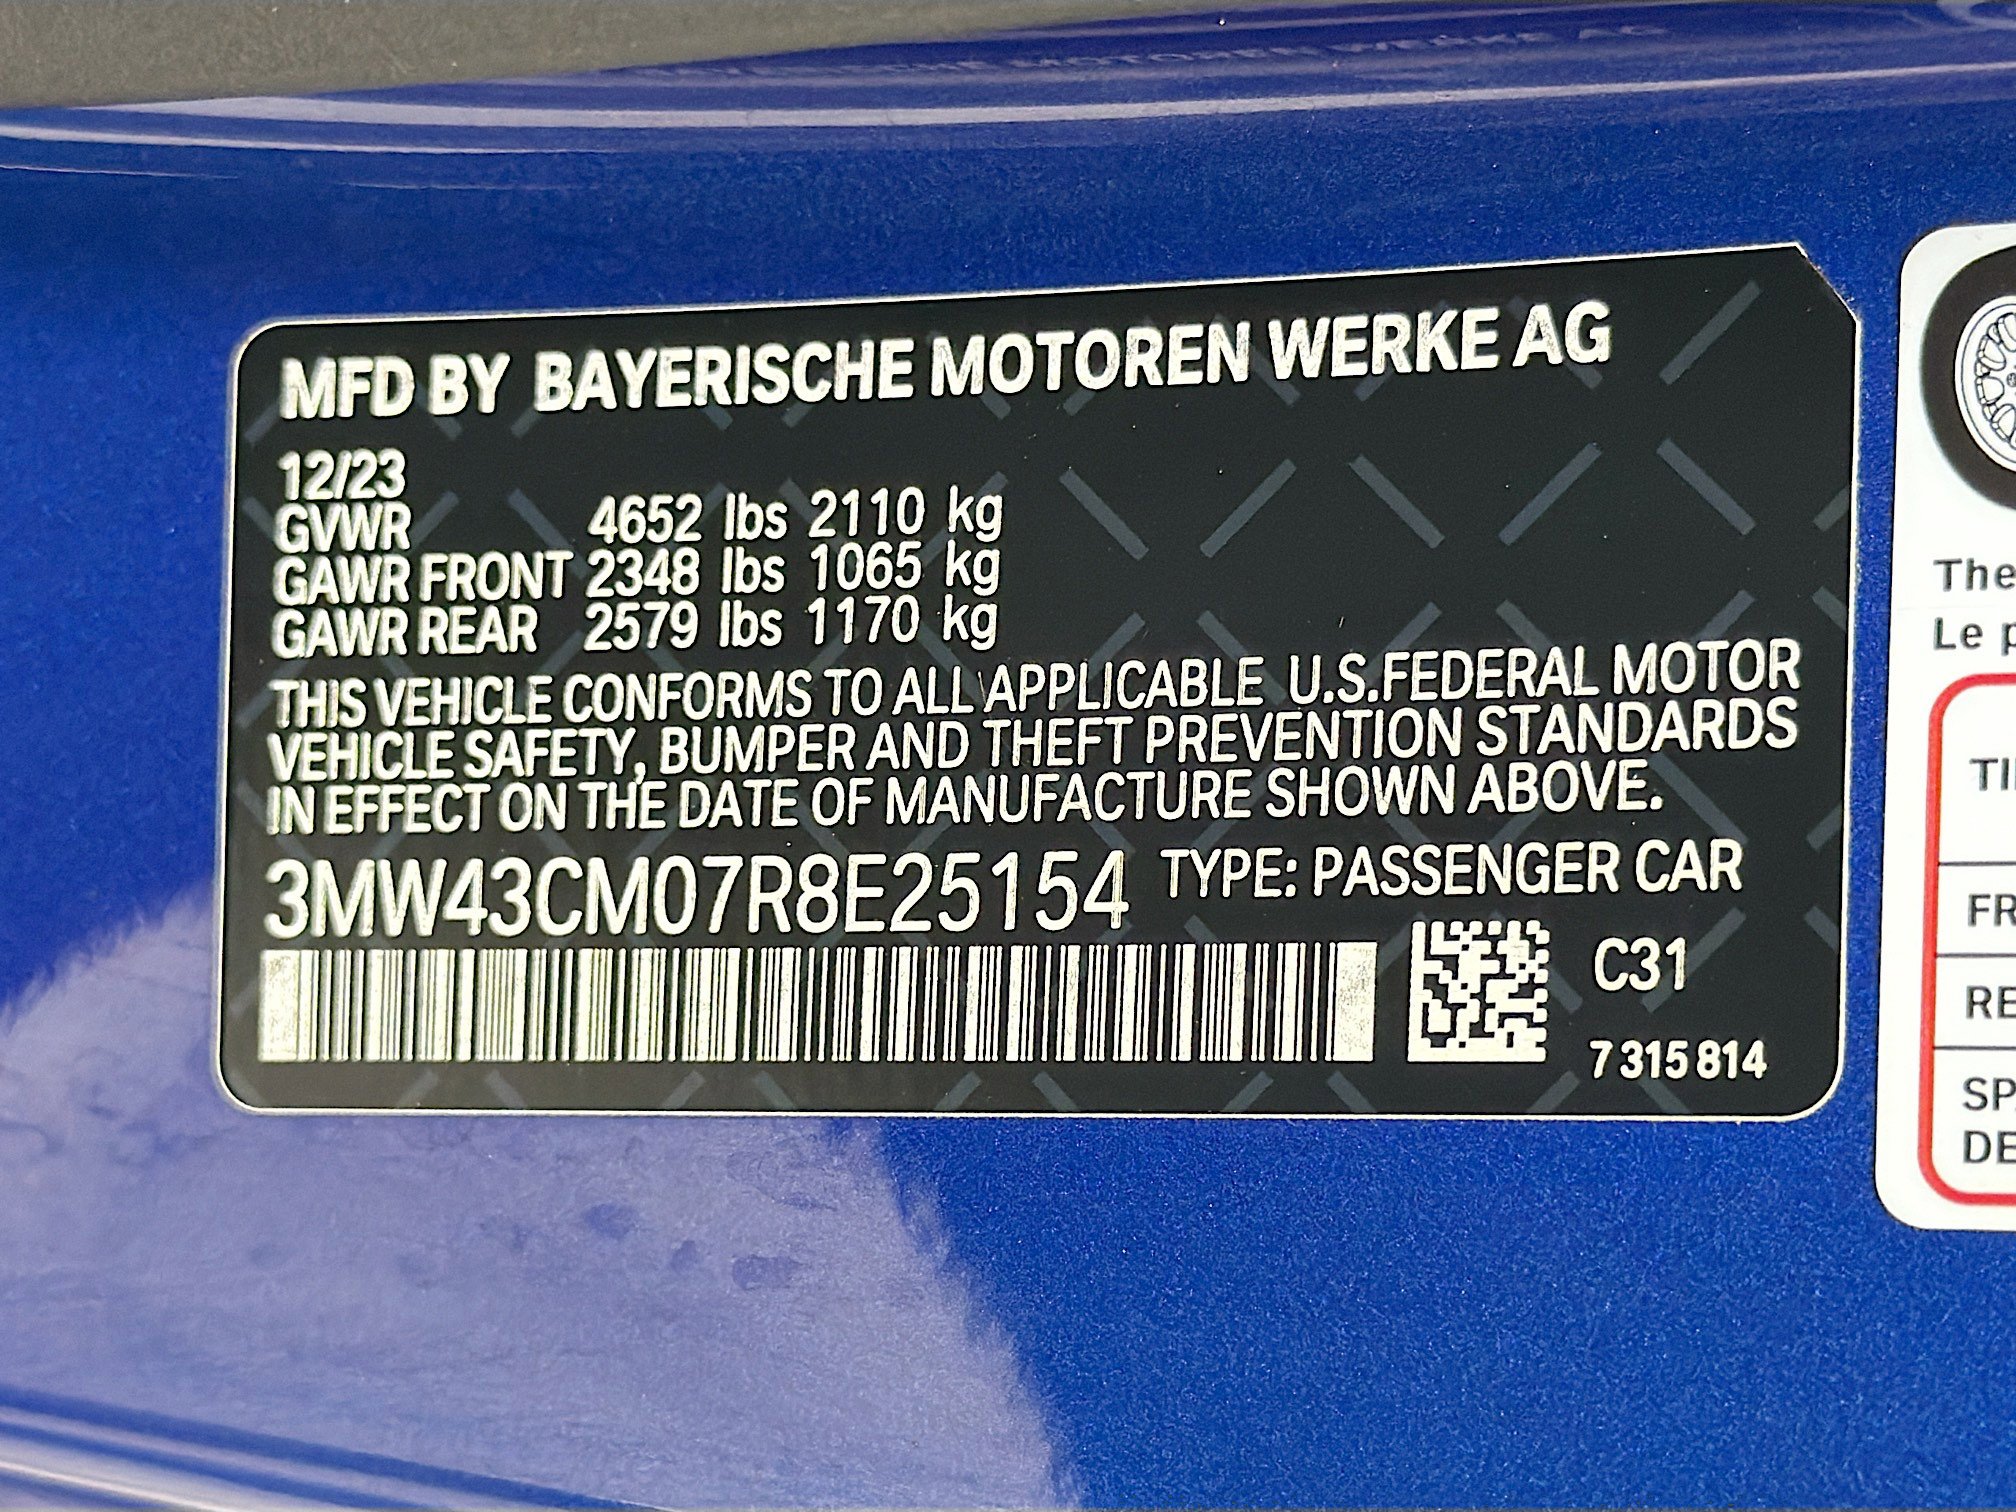 MFD BY BAYERISCHE MOTOREN WERKE AG
12/23
GVWR 4652 lbs 2110 kg
GAWR FRONT 2348 lbs 1065 kg
GAWR REAR 2579 lbs 1170 kg
THIS VEHICLE CONFORMS TO ALL APPLICABLE U.S.FEDERAL MOTOR
VEHICLE SAFETY, BUMPER AND THEFT PREVENTION STANDARDS
IN EFFECT ON THE DATE OF MANUFACTURE SHOWN ABOVE.
3MW43CM07R8E25154 TYPE: PASSENGER CAR
C31
7 315 814
The
Le